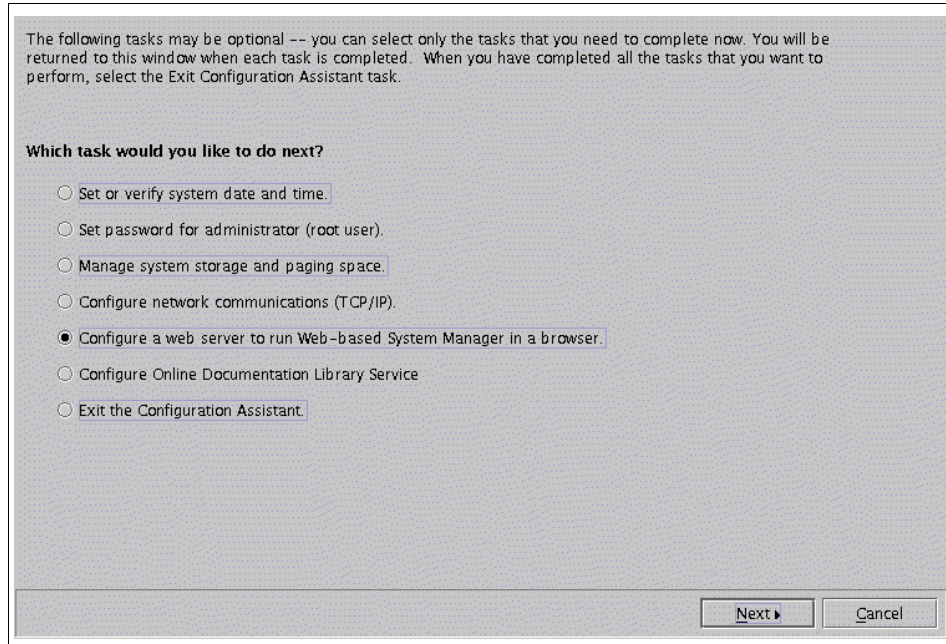 The following tasks may be optional -- you can select only the tasks that you need to complete now. You will be
returned to this window when each task is completed. When you have completed all the tasks that you want to
perform, select the Exit Configuration Assistant task.
Which task would you like to do next?
Set or verify system date and time.
Set password for administrator (root user).
Manage system storage and paging space.
Configure network communications (TCP/IP).
Configure a web server to run Web-based System Manager in a browser.
Configure Online Documentation Library Service
Exit the Configuration Assistant.
Next Cancel